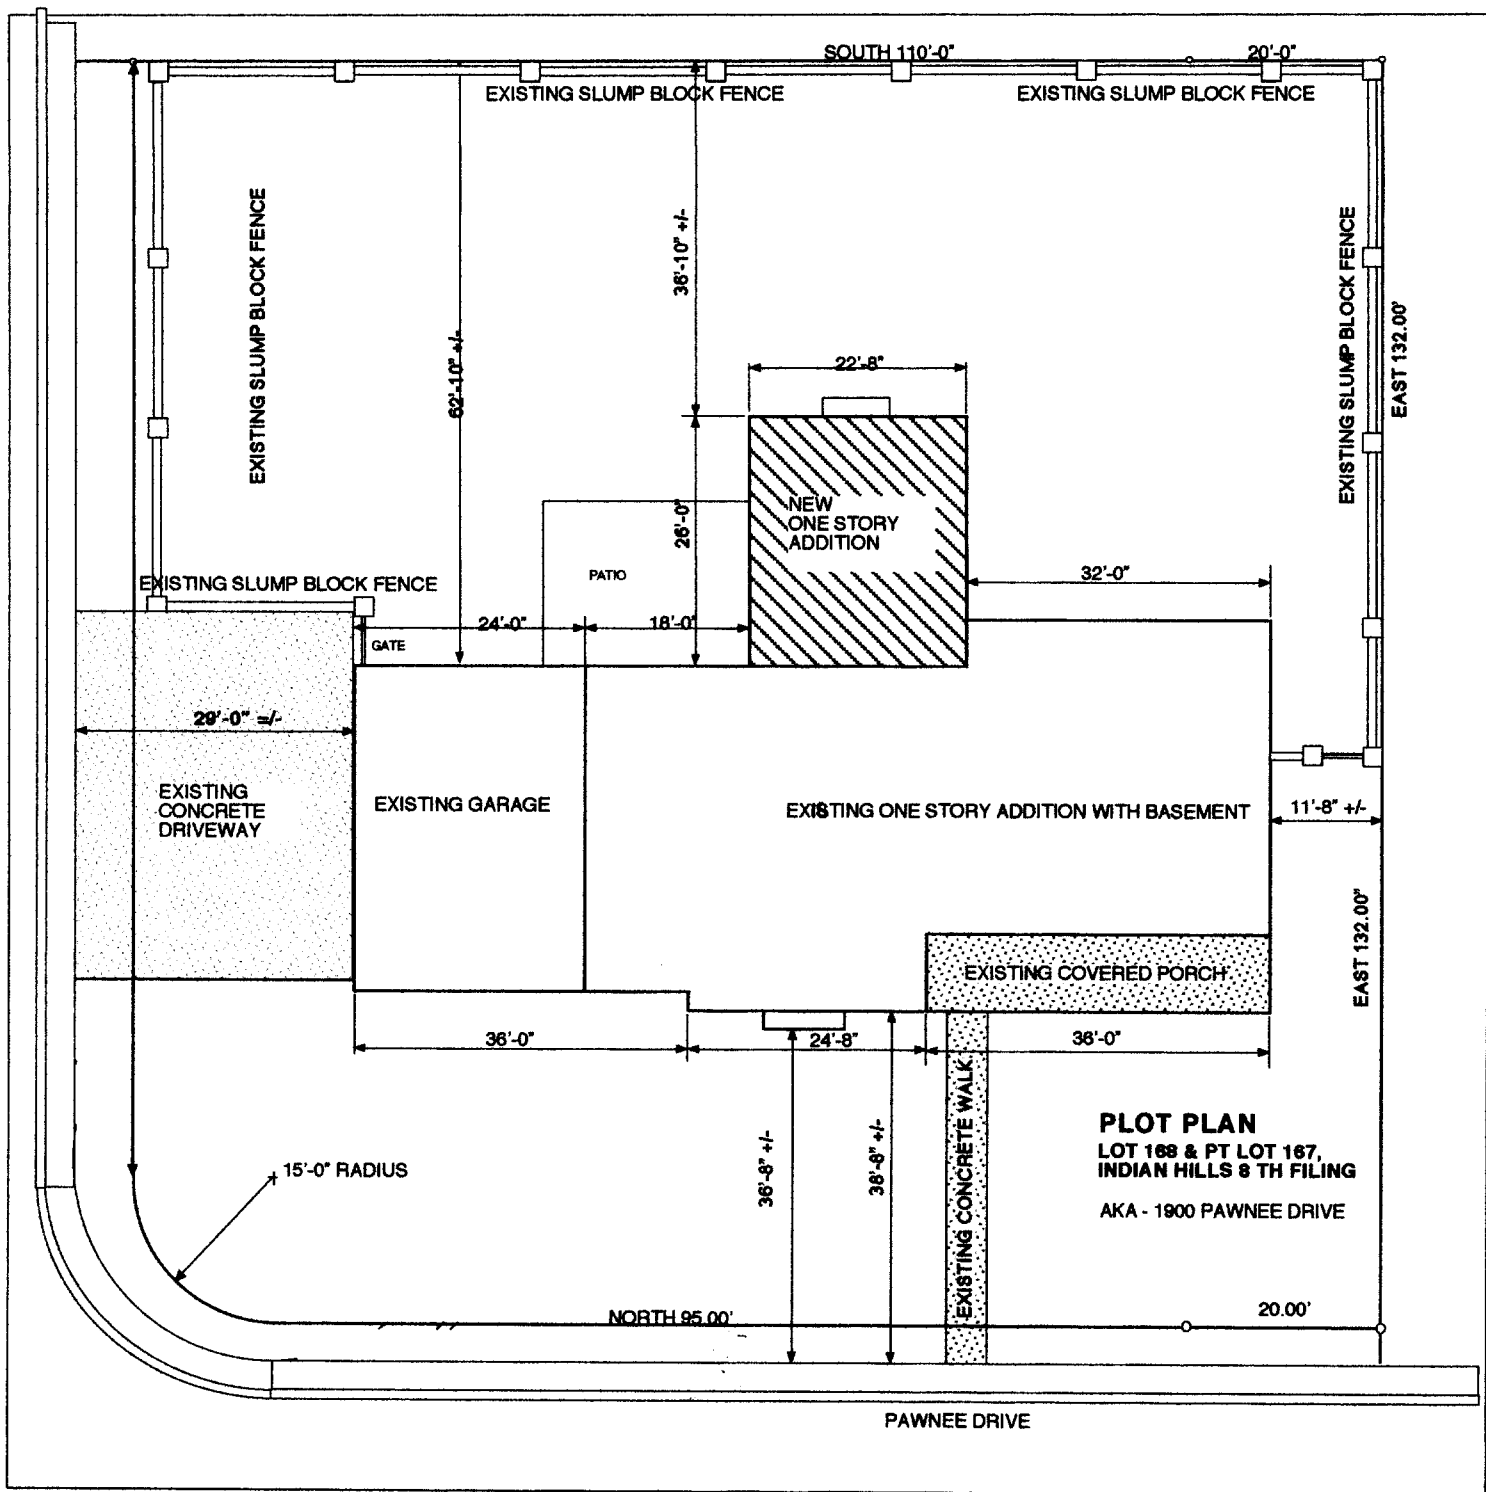 SOUTH 110'-0"
20'-0"
EXISTING SLUMP BLOCK FENCE
EXISTING SLUMP BLOCK FENCE
EXISTING SLUMP BLOCK FENCE
EXISTING SLUMP BLOCK FENCE
36'-10" +/-
62'-10" +/-
EAST 132.00'
22'-8"
NEW
ONE STORY
ADDITION
26'-0"
PATIO
32'-0"
EXISTING SLUMP BLOCK FENCE
24'-0"
18'-0"
GATE
29'-0" =/-
EXISTING
CONCRETE
DRIVEWAY
EXISTING GARAGE
EXISTING ONE STORY ADDITION WITH BASEMENT
11'-8" +/-
EAST 132.00"
EXISTING COVERED PORCH
36'-0"
24'-8"
36'-0"
36'-8" +/-
38'-8" +/-
EXISTING CONCRETE WALK
PLOT PLAN
LOT 168 & PT LOT 167,
INDIAN HILLS 8 TH FILING
AKA - 1900 PAWNEE DRIVE
15'-0" RADIUS
NORTH 95.00'
20.00'
PAWNEE DRIVE